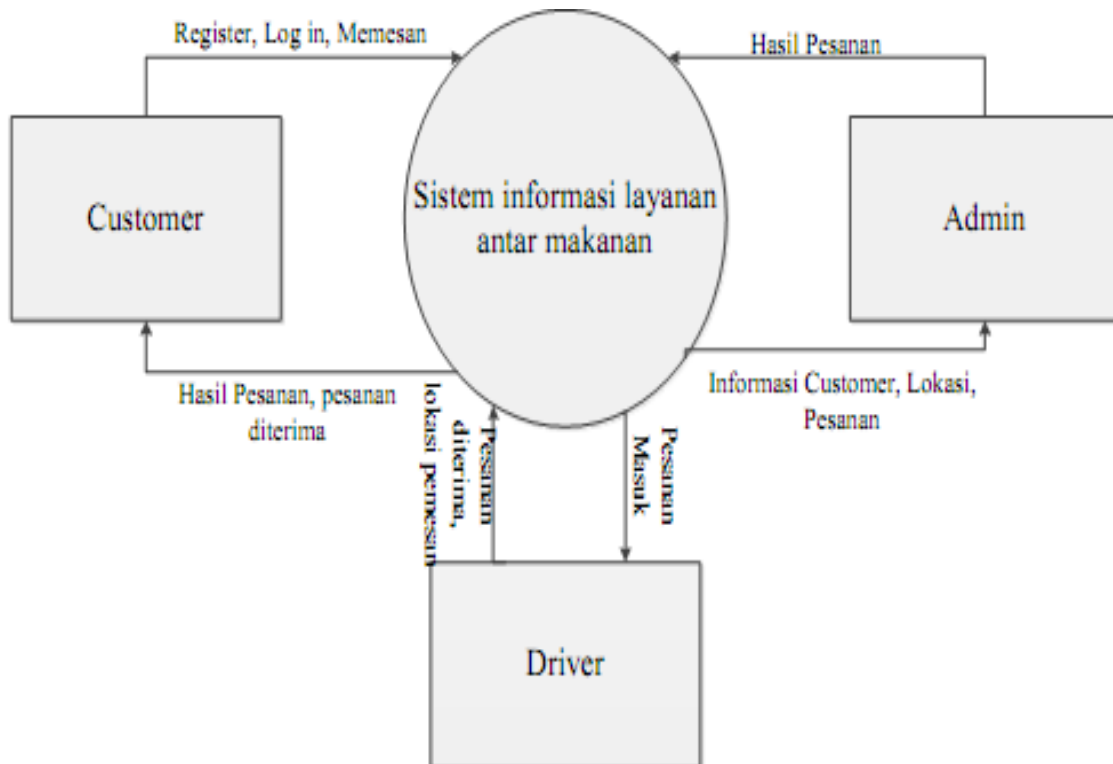 Register, Log in, Memesan
Hasil Pesanan
Customer
Sistem informasi layanan
antar makanan
Admin
Hasil Pesanan, pesanan
diterima
Informasi Customer, Lokasi,
Pesanan
Pesanan
diterima,
lokasi pemesan
Pesanan
Masuk
Driver